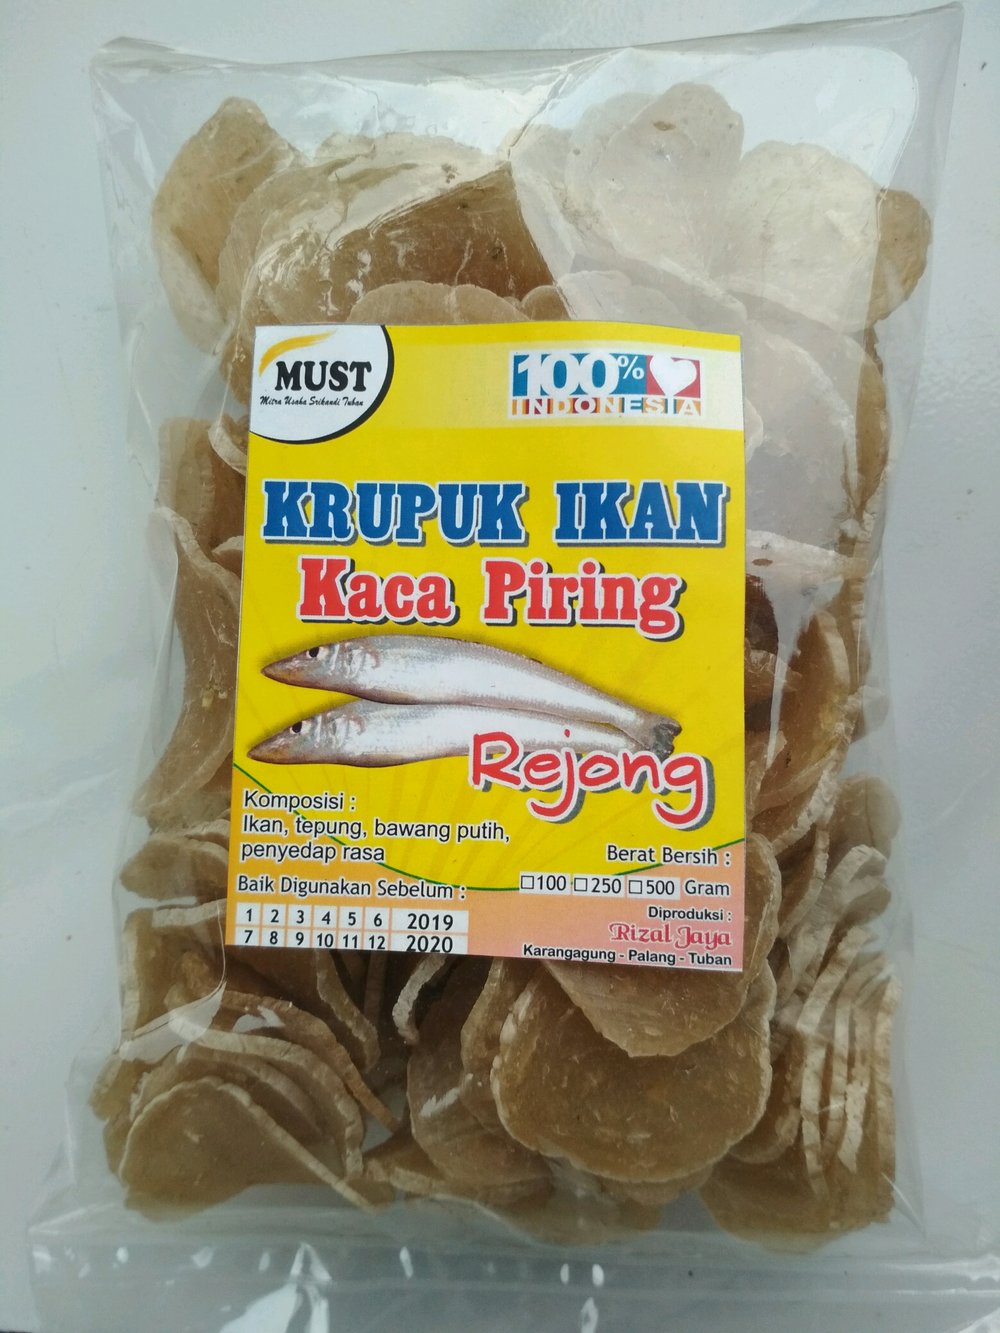 MUST
Mitra Usaha Srikandi Tuban
100%
INDONESIA
KRUPUK IKAN
Kaca Piring
Rejong
Komposisi :
Ikan, tepung, bawang putih,
penyedap rasa
Baik Digunakan Sebelum :
1 2 3 4 5 6 2019
7 8 9 10 11 12 2020
Berat Bersih :
100 250 500 Gram
Diproduksi :
Rizal Jaya
Karangagung - Palang - Tuban